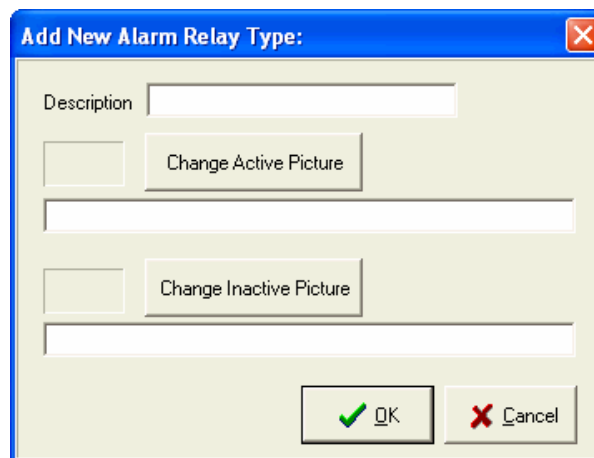 Add New Alarm Relay Type:
Description
Change Active Picture
Change Inactive Picture
OK Cancel